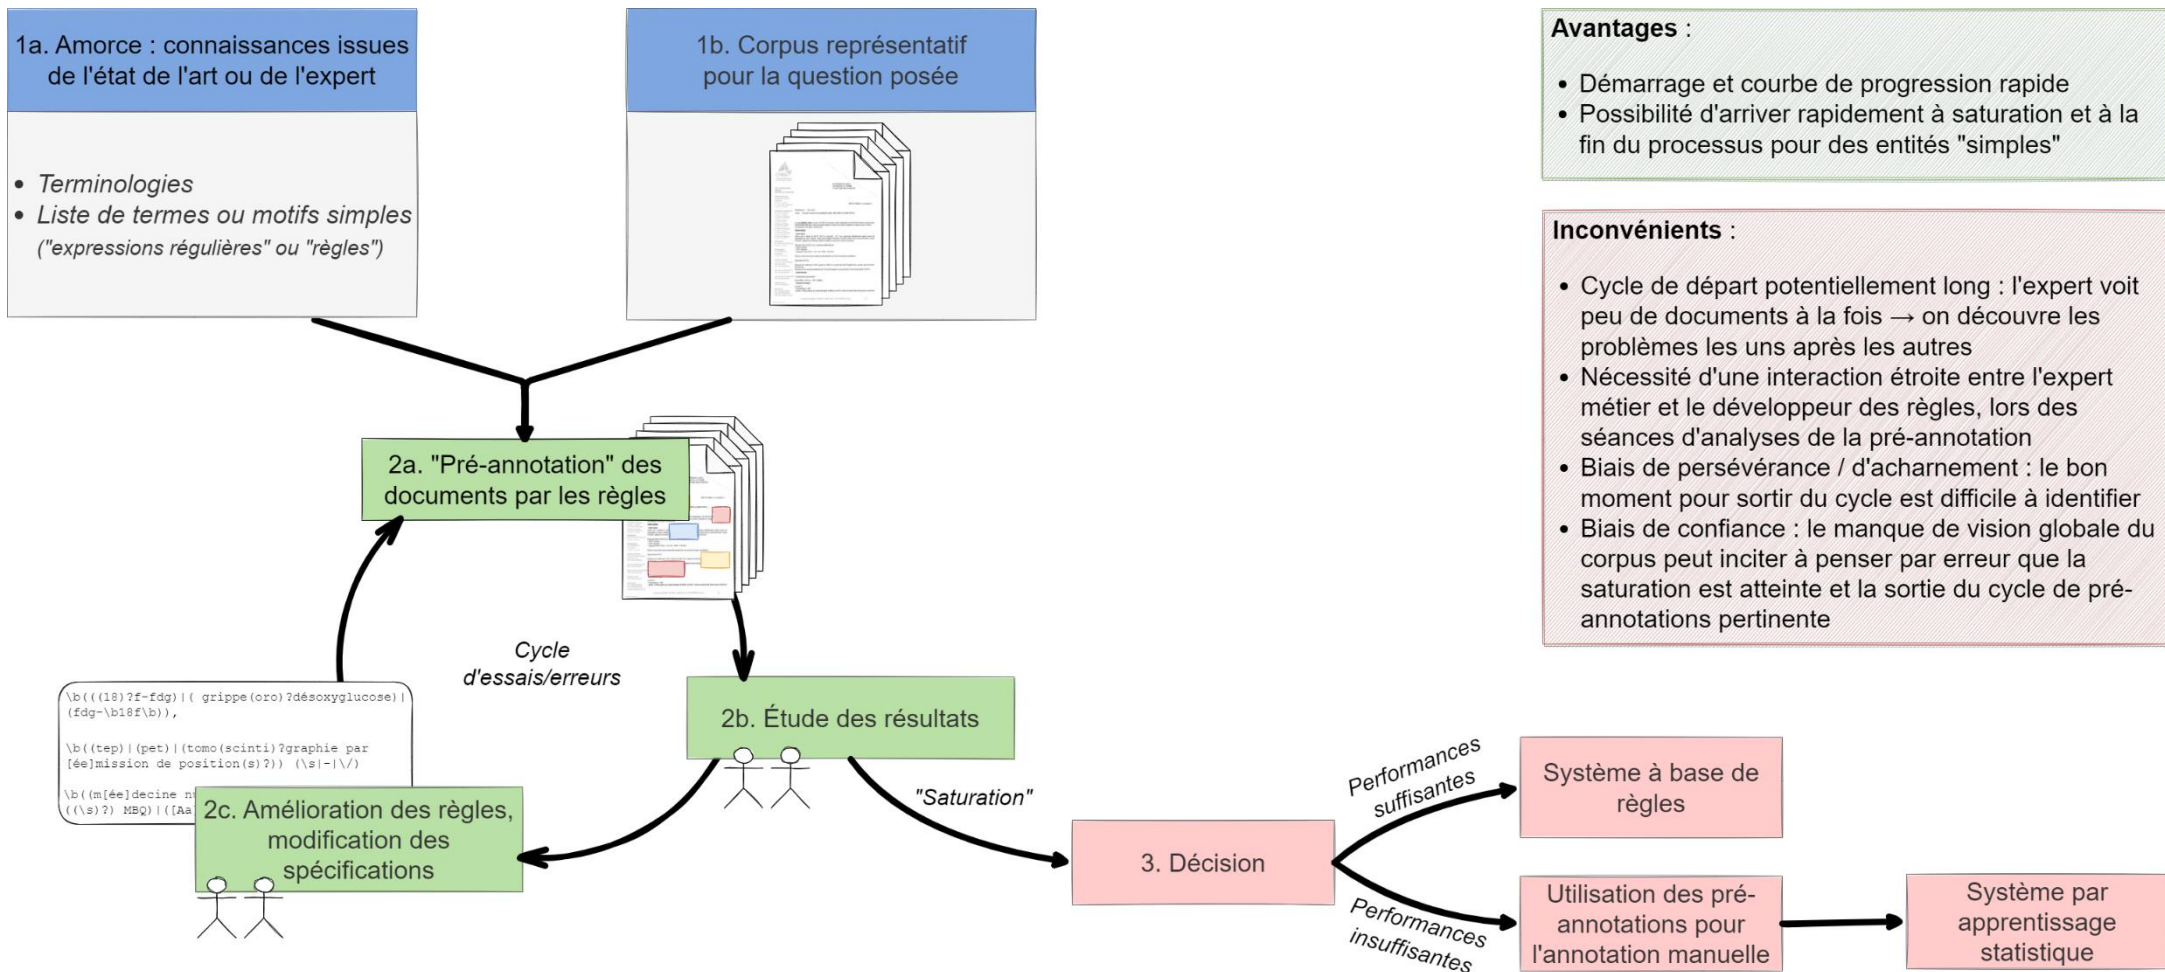 1a. Amorce : connaissances issues
de l'état de l'art ou de l'expert
• Terminologies
• Liste de termes ou motifs simples
("expressions régulières" ou "règles")
1b. Corpus représentatif
pour la question posée
2a. "Pré-annotation" des
documents par les règles
Cycle
d'essais/erreurs
\b(((18)?f-fdg)|( grippe(oro)?désoxyglucose)|
(fdg-\b18f\b)),
\b((tep)|(pet)|(tomo(scinti)?graphie par
[ée]mission de position(s)?)) (\s|-|\/)
\b((m[ée]decine
((\s)?) MBQ)|([Aa]
2b. Étude des résultats
2c. Amélioration des règles,
modification des
spécifications
"Saturation"
3. Décision
Performances
suffisantes
Performances
insuffisantes
Système à base de
règles
Utilisation des pré-
annotations pour
l'annotation manuelle
Système par
apprentissage
statistique
Avantages :
• Démarrage et courbe de progression rapide
• Possibilité d'arriver rapidement à saturation et à la
fin du processus pour des entités "simples"
Inconvénients :
• Cycle de départ potentiellement long : l'expert voit
peu de documents à la fois → on découvre les
problèmes les uns après les autres
• Nécessité d'une interaction étroite entre l'expert
métier et le développeur des règles, lors des
séances d'analyses de la pré-annotation
• Biais de persévérance / d'acharnement : le bon
moment pour sortir du cycle est difficile à identifier
• Biais de confiance : le manque de vision globale du
corpus peut inciter à penser par erreur que la
saturation est atteinte et la sortie du cycle de pré-
annotations pertinente